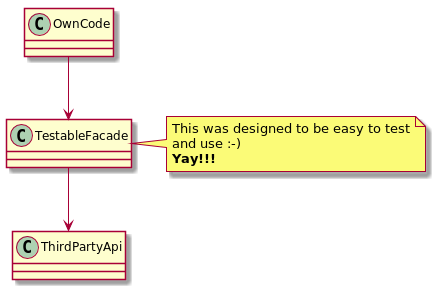 C OwnCode
C TestableFacade
This was designed to be easy to test
and use :-)
Yay!!!
C ThirdPartyApi